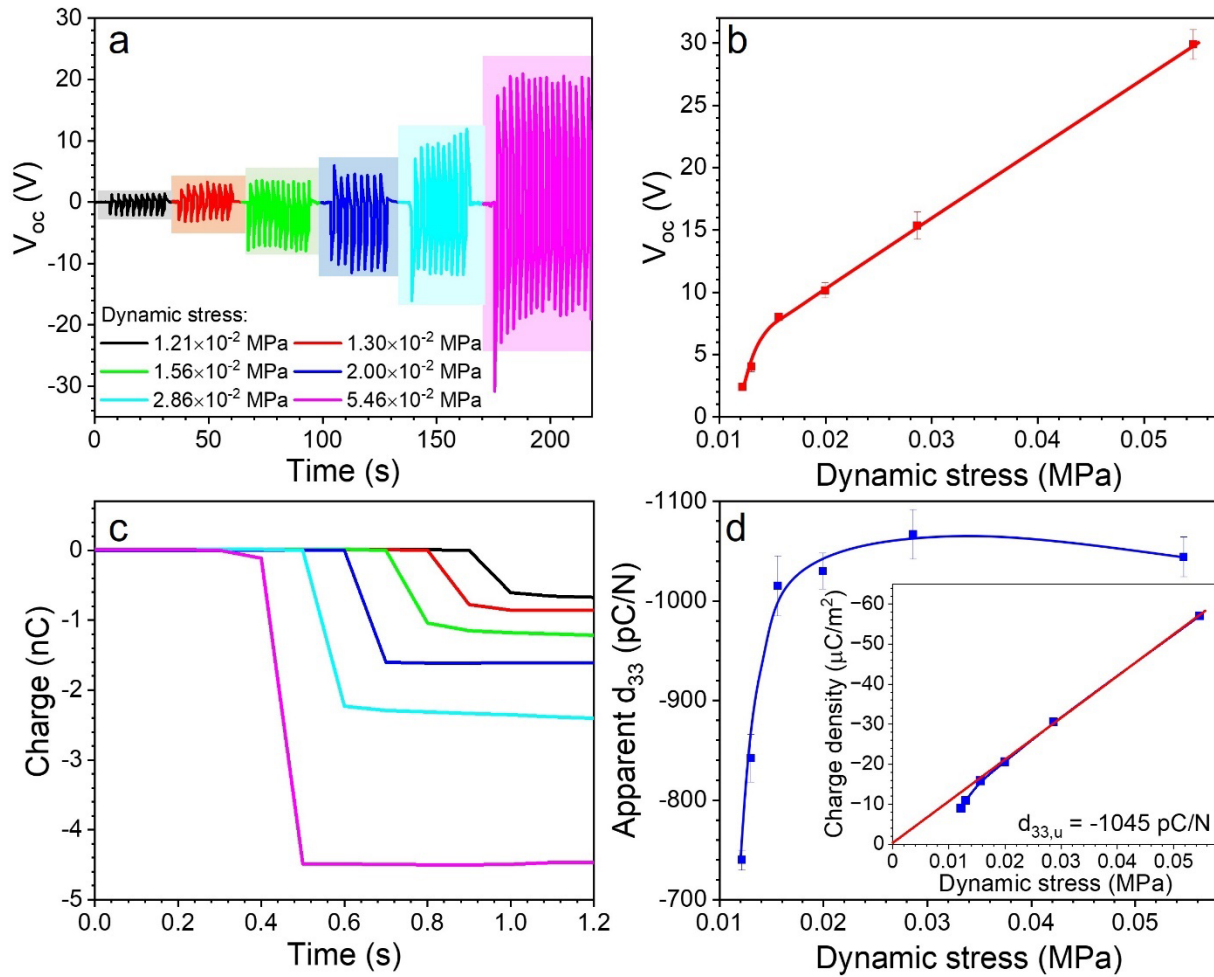 a
30
20
10
0
-10
-20
-30
V_oc (V)
Dynamic stress:
1.21×10⁻² MPa 1.30×10⁻² MPa
1.56×10⁻² MPa 2.00×10⁻² MPa
2.86×10⁻² MPa 5.46×10⁻² MPa
0 50 100 150 200
Time (s)
b
30
25
20
15
10
5
0
V_oc (V)
0.01 0.02 0.03 0.04 0.05
Dynamic stress (MPa)
c
0
-1
-2
-3
-4
-5
Charge (nC)
0.0 0.2 0.4 0.6 0.8 1.0 1.2
Time (s)
d
-1100
-1000
-900
-800
-700
Apparent d₃₃ (pC/N)
−60
−50
−40
−30
−20
−10
0
Charge density (μC/m²)
d₃₃,ᵤ = -1045 pC/N
0 0.01 0.02 0.03 0.04 0.05
Dynamic stress (MPa)
0.01 0.02 0.03 0.04 0.05
Dynamic stress (MPa)